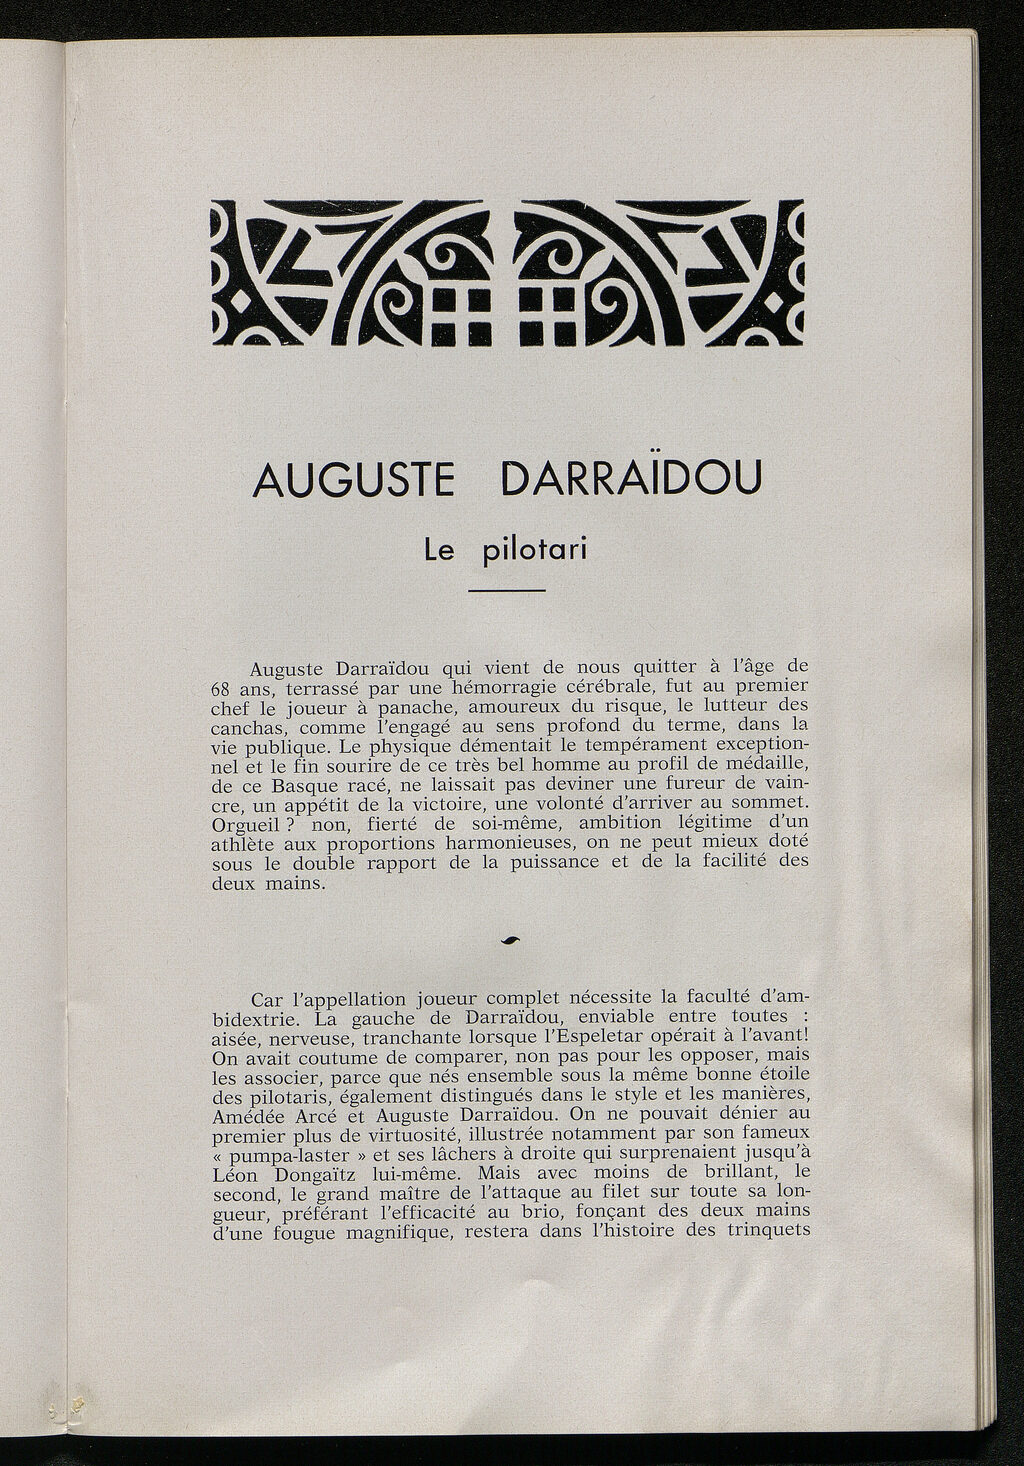 AUGUSTE DARRAÏDOU
Le pilotari
Auguste Darraïdou qui vient de nous quitter à l'âge de
68 ans, terrassé par une hémorragie cérébrale, fut au premier
chef le joueur à panache, amoureux du risque, le lutteur des
canchas, comme l'engagé au sens profond du terme, dans la
vie publique. Le physique démentait le tempérament exception-
nel et le fin sourire de ce très bel homme au profil de médaille,
de ce Basque racé, ne laissait pas deviner une fureur de vain-
cre, un appétit de la victoire, une volonté d'arriver au sommet.
Orgueil ? non, fierté de soi-même, ambition légitime d'un
athlète aux proportions harmonieuses, on ne peut mieux doté
sous le double rapport de la puissance et de la facilité des
deux mains.
Car l'appellation joueur complet nécessite la faculté d'am-
bidextrie. La gauche de Darraïdou, enviable entre toutes :
aisée, nerveuse, tranchante lorsque l'Espeletar opérait à l'avant!
On avait coutume de comparer, non pas pour les opposer, mais
les associer, parce que nés ensemble sous la même bonne étoile
des pilotaris, également distingués dans le style et les manières,
Amédée Arcé et Auguste Darraïdou. On ne pouvait dénier au
premier plus de virtuosité, illustrée notamment par son fameux
« pumpa-laster » et ses lâchers à droite qui surprenaient jusqu'à
Léon Dongaïtz lui-même. Mais avec moins de brillant, le
second, le grand maître de l'attaque au filet sur toute sa lon-
gueur, préférant l'efficacité au brio, fonçant des deux mains
d'une fougue magnifique, restera dans l'histoire des trinquets